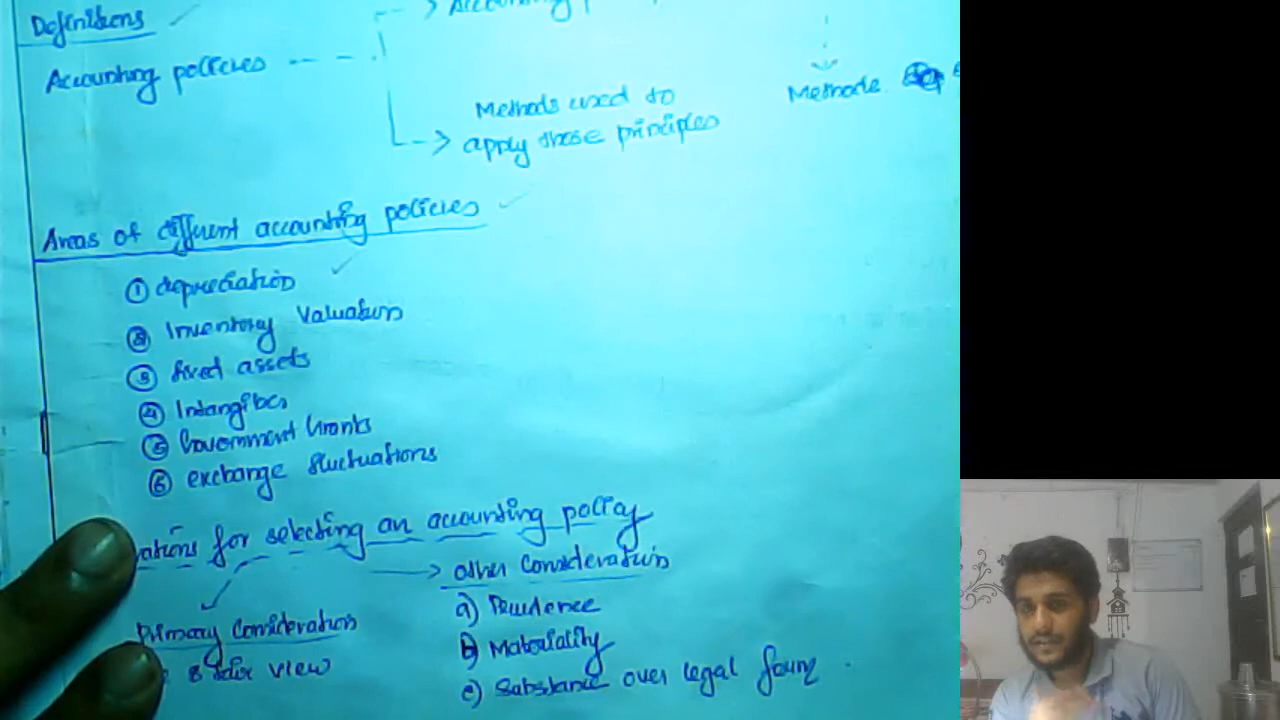 Definitions
Accounting policies
Methods used to
apply those principles
Methods
Areas of different accounting policies
① depreciation
② Inventory Valuation
③ fixed assets
④ Intangibles
⑤ Government Grants
⑥ exchange fluctuations
ations for selecting an accounting policy
Primary Consideration
& fair view
other Consideration
a) Prudence
b) Materiality
c) Substance over legal form